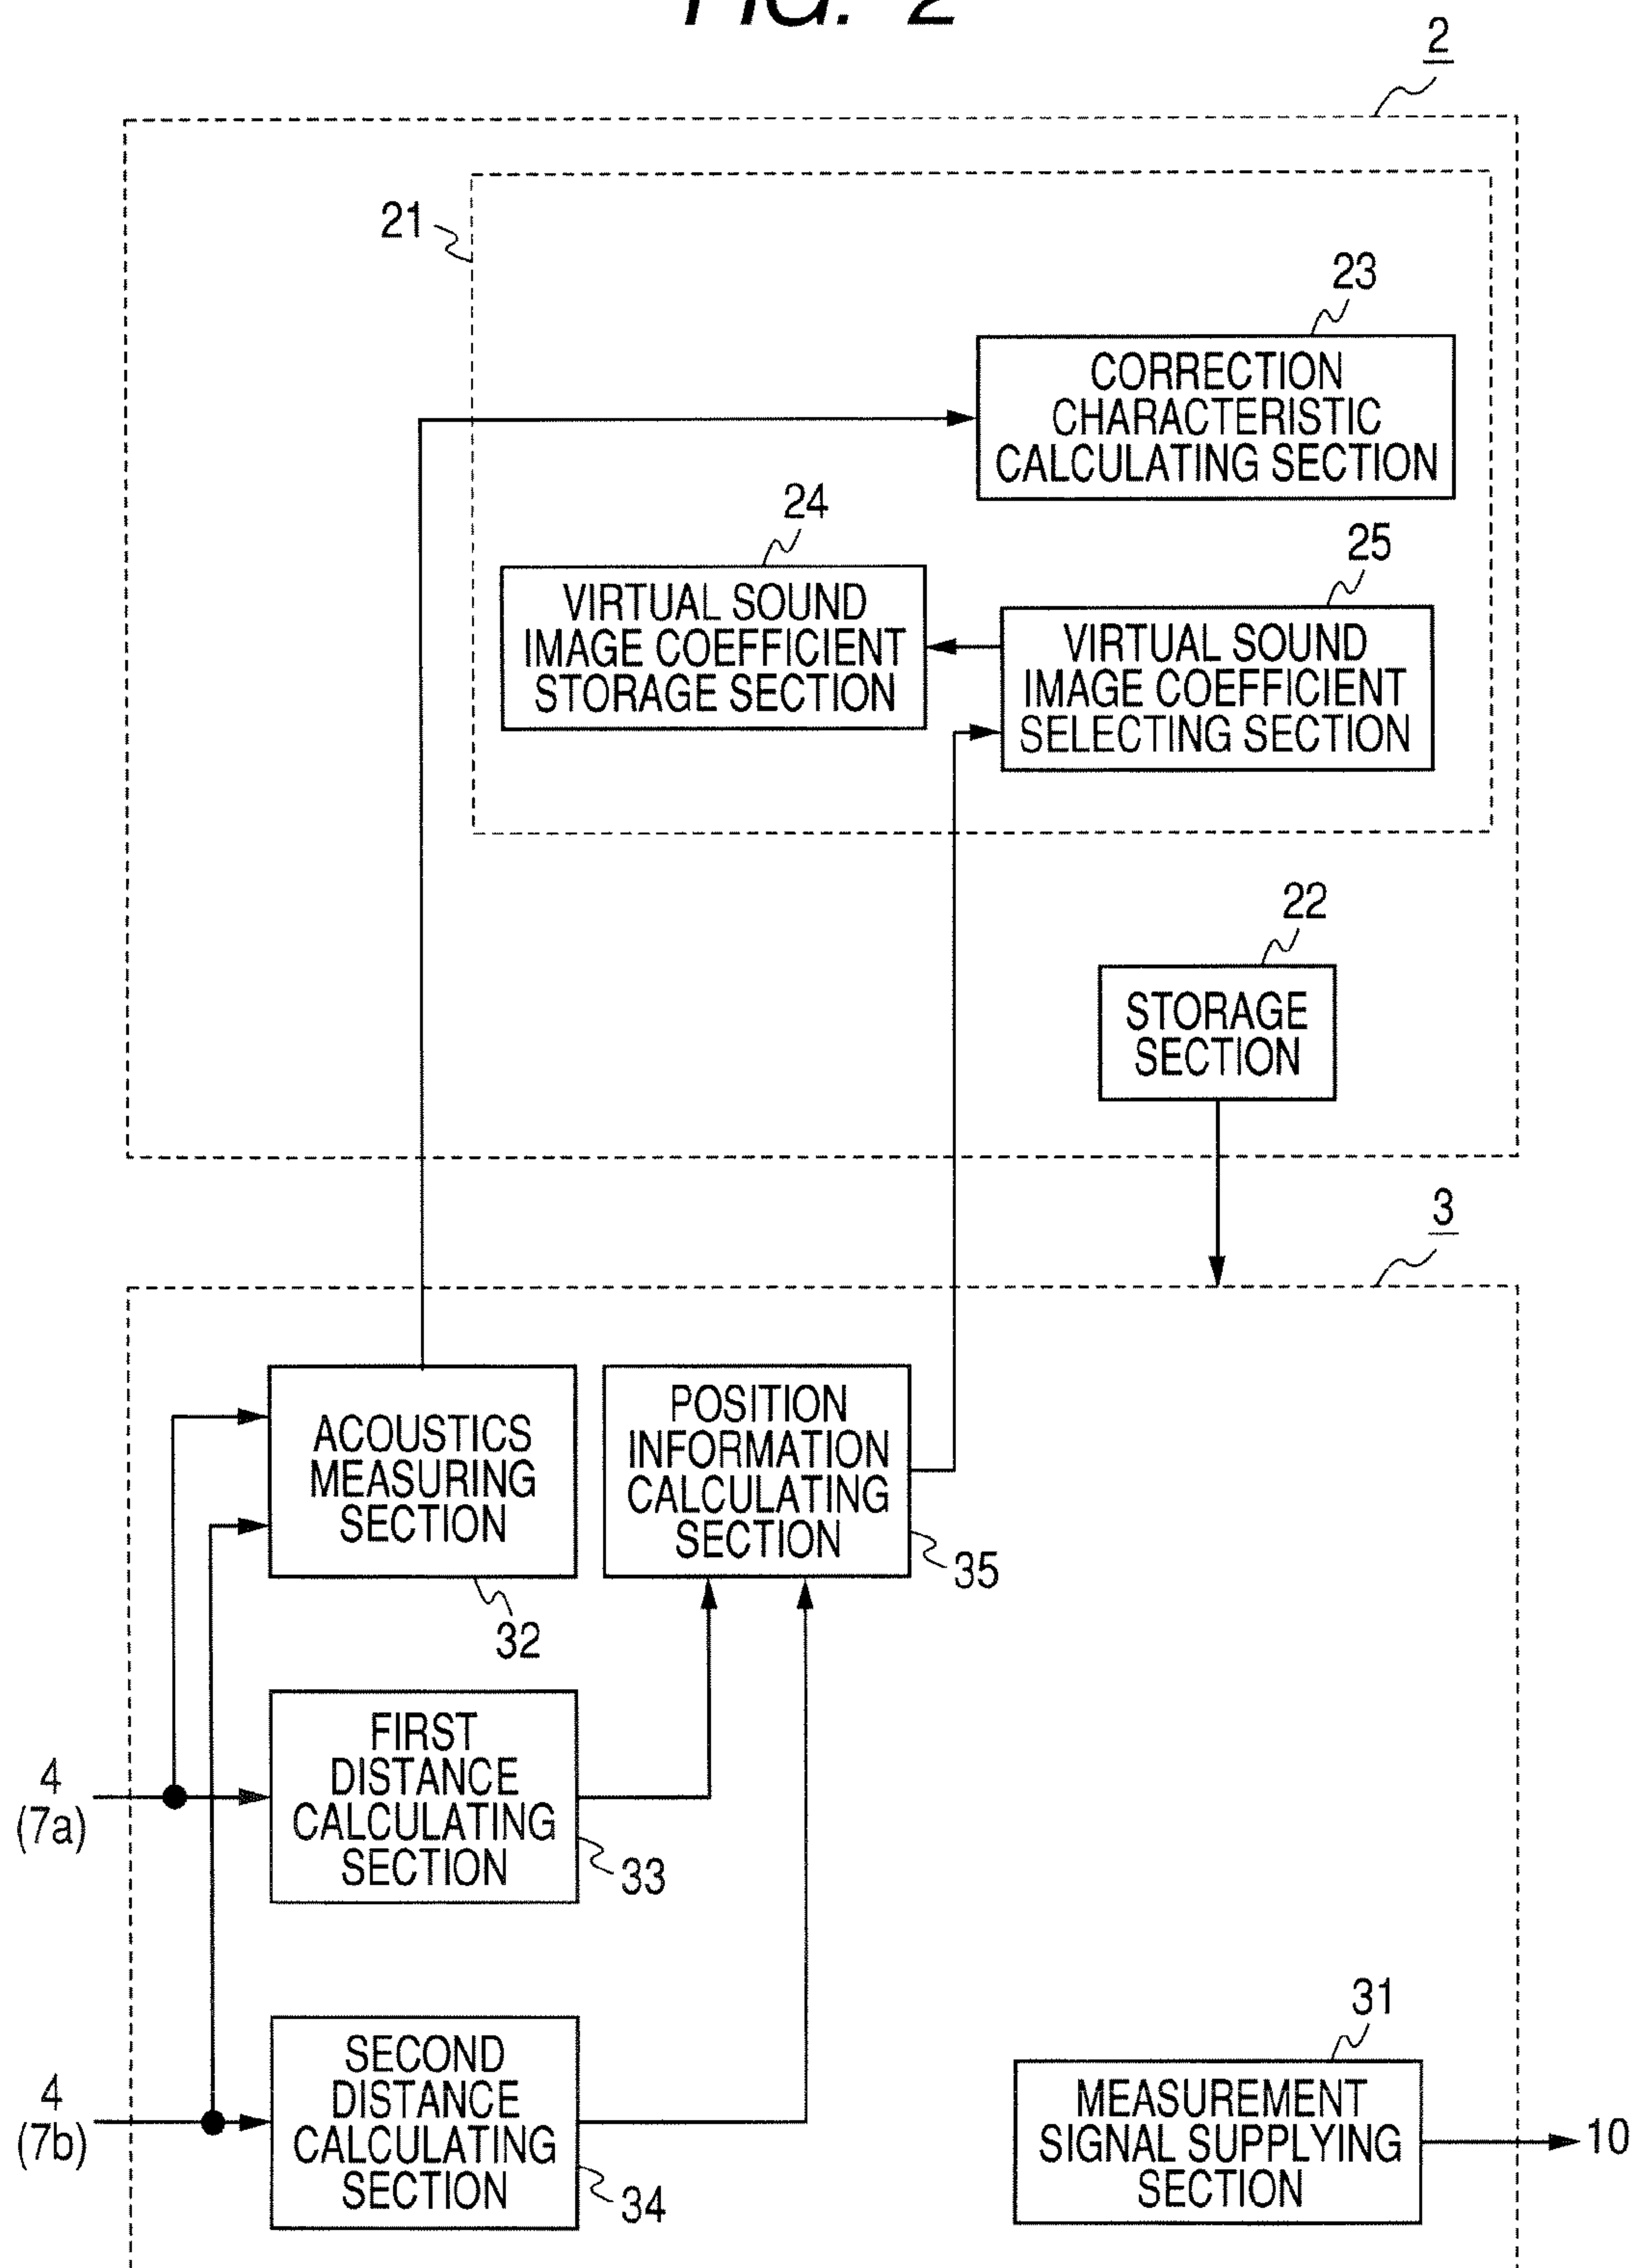 FIG. 2
2
21
23
CORRECTION
CHARACTERISTIC
CALCULATING SECTION
24
VIRTUAL SOUND
IMAGE COEFFICIENT
STORAGE SECTION
25
VIRTUAL SOUND
IMAGE COEFFICIENT
SELECTING SECTION
22
STORAGE
SECTION
3
ACOUSTICS
MEASURING
SECTION
32
POSITION
INFORMATION
CALCULATING
SECTION
35
4
(7a)
FIRST
DISTANCE
CALCULATING
SECTION
33
4
(7b)
SECOND
DISTANCE
CALCULATING
SECTION
34
31
MEASUREMENT
SIGNAL SUPPLYING
SECTION
10